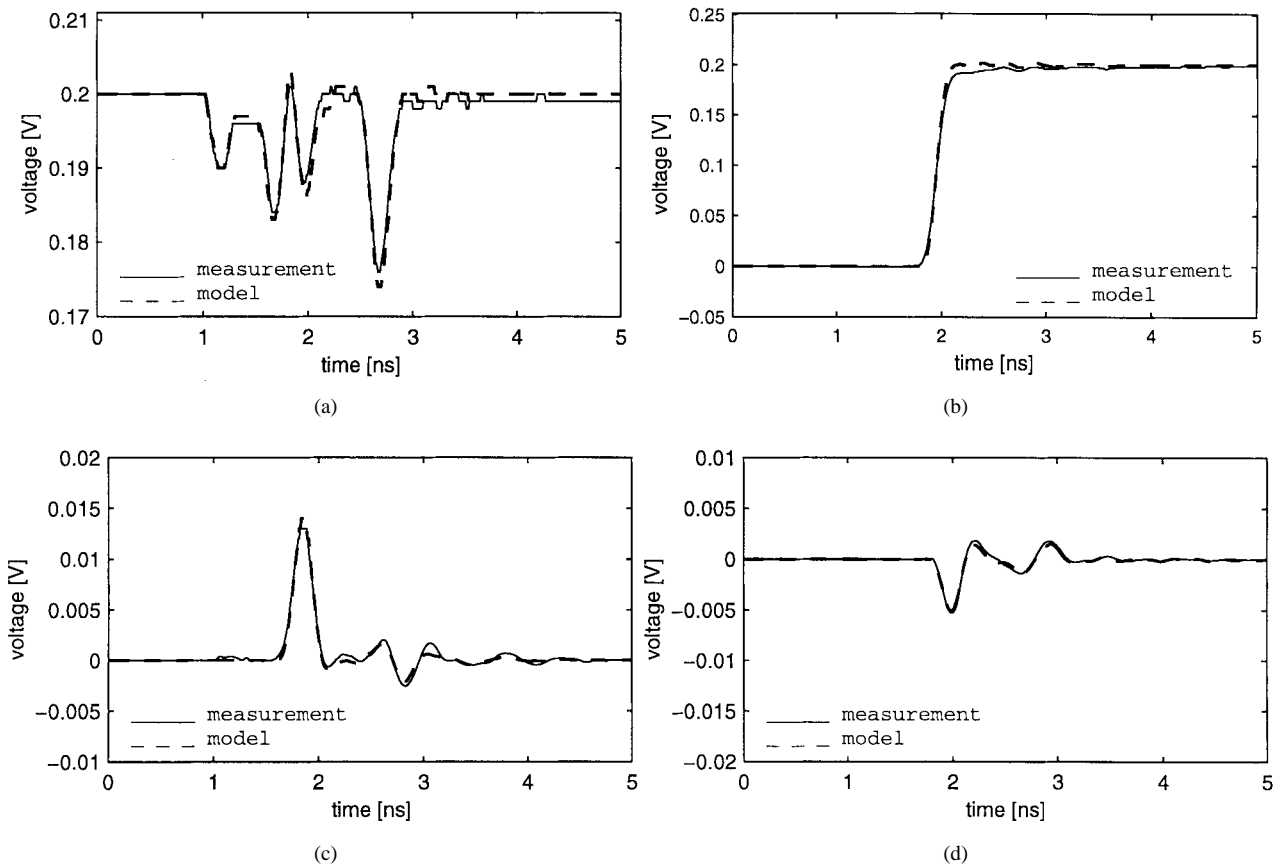 0.21
0.2
0.19
0.18
0.17
voltage [V]
measurement
model
0 1 2 3 4 5
time [ns]
(a)
0.25
0.2
0.15
0.1
0.05
0
−0.05
voltage [V]
measurement
model
0 1 2 3 4 5
time [ns]
(b)
0.02
0.015
0.01
0.005
0
−0.005
−0.01
voltage [V]
measurement
model
0 1 2 3 4 5
time [ns]
(c)
0.01
0.005
0
−0.005
−0.01
−0.015
−0.02
voltage [V]
measurement
model
0 1 2 3 4 5
time [ns]
(d)